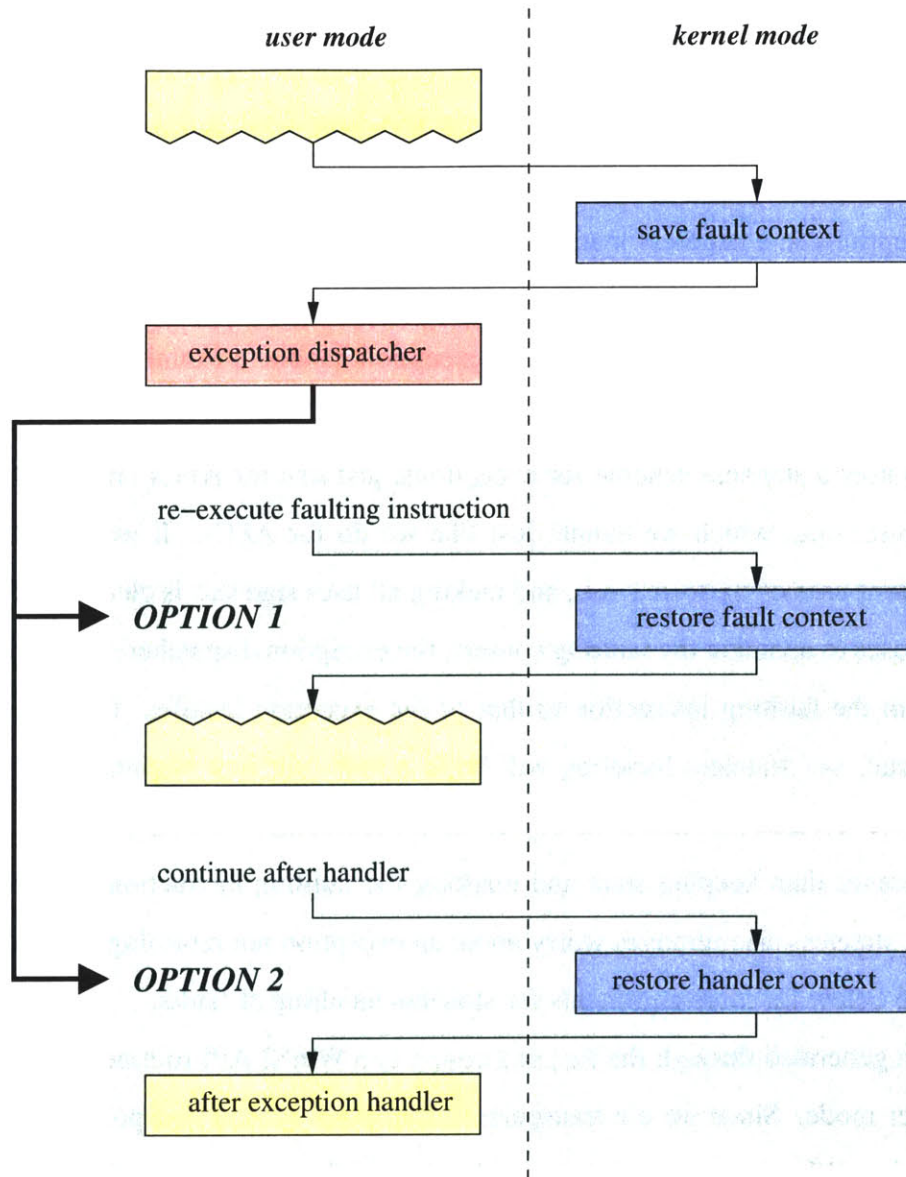 user mode
kernel mode
save fault context
exception dispatcher
re-execute faulting instruction
OPTION 1
restore fault context
continue after handler
OPTION 2
restore handler context
after exception handler